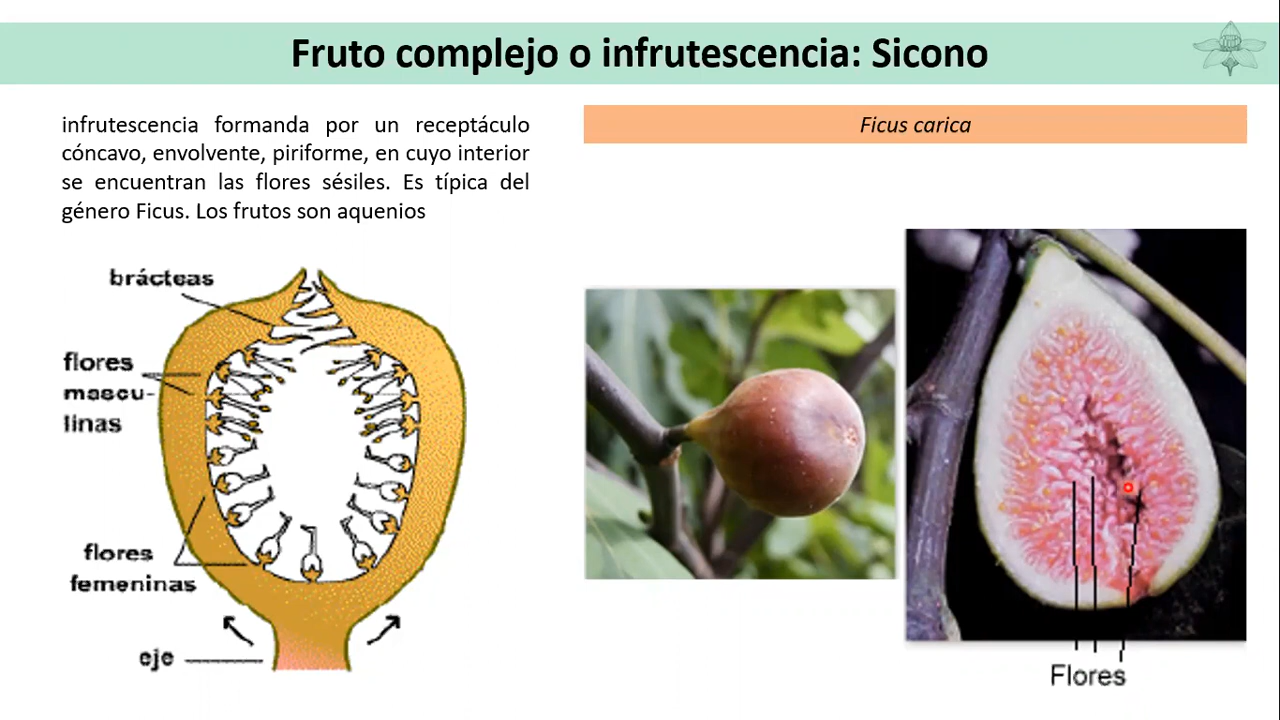 Fruto complejo o infrutescencia: Sicono
infrutescencia formanda por un receptáculo
cóncavo, envolvente, piriforme, en cuyo interior
se encuentran las flores sésiles. Es típica del
género Ficus. Los frutos son aquenios
Ficus carica
brácteas
flores
mascu-
linas
flores
femeninas
eje
Flores